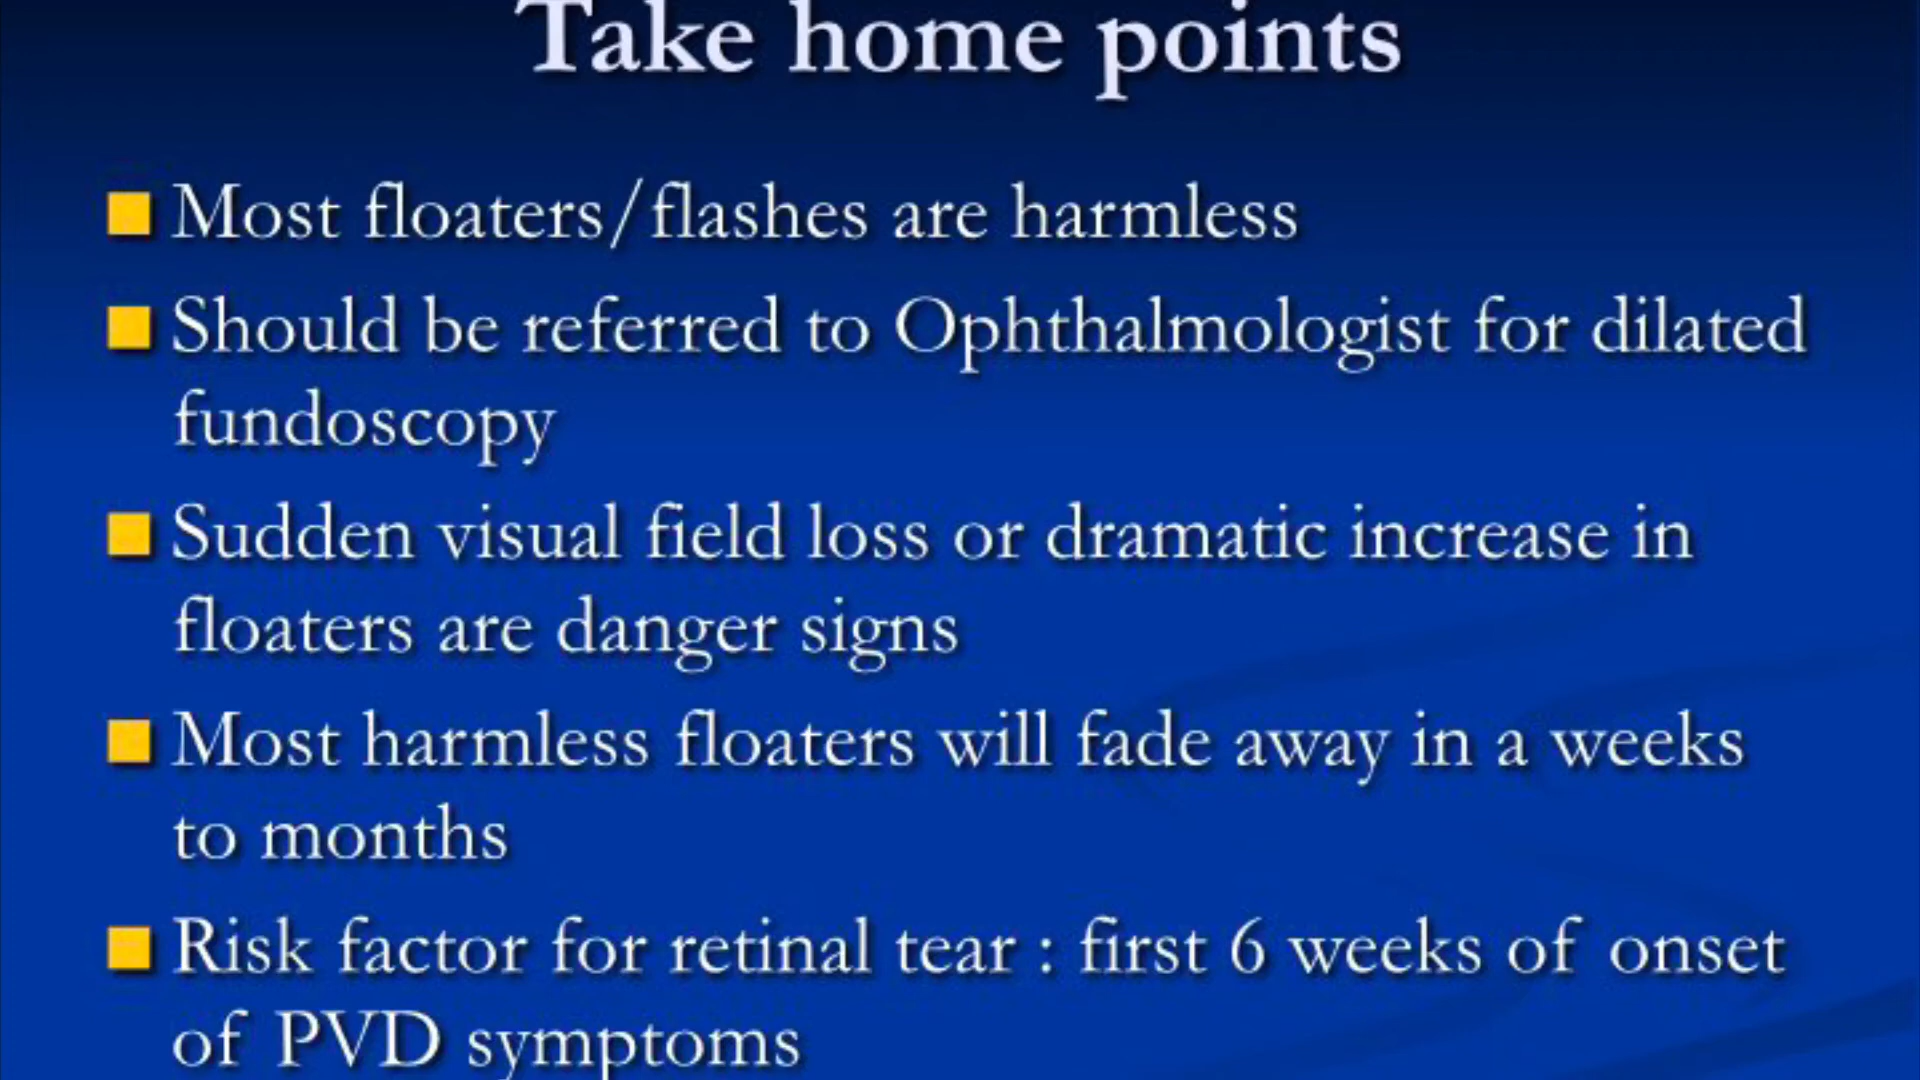 Take home points
Most floaters/flashes are harmless
Should be referred to Ophthalmologist for dilated
fundoscopy
Sudden visual field loss or dramatic increase in
floaters are danger signs
Most harmless floaters will fade away in a weeks
to months
Risk factor for retinal tear : first 6 weeks of onset
of PVD symptoms